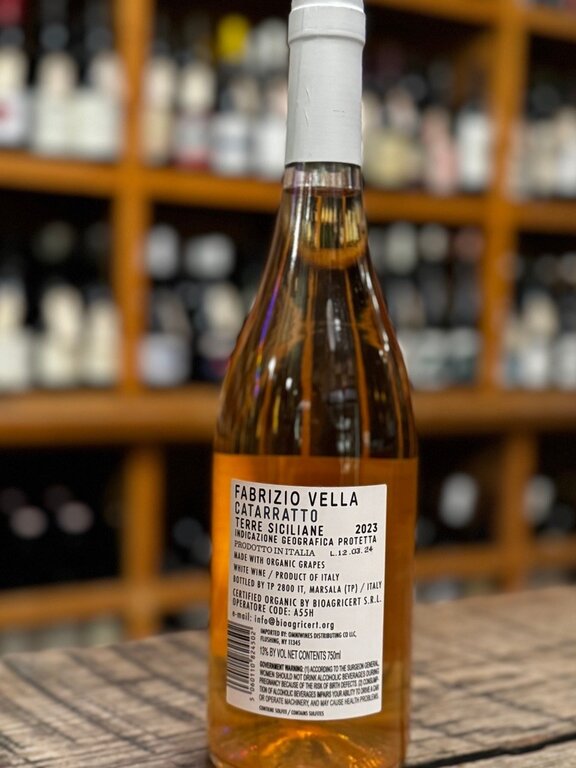 FABRIZIO VELLA
CATARRATTO
TERRE SICILIANE 2023
INDICAZIONE GEOGRAFICA PROTETTA
PRODOTTO IN ITALIA L.12.03.24
MADE WITH ORGANIC GRAPES
WHITE WINE / PRODUCT OF ITALY
BOTTLED BY TP 2800 IT, MARSALA (TP) / ITALY
CERTIFIED ORGANIC BY BIOAGRICERT S.R.L.
OPERATORE CODE: A55H
e-mail: info@bioagricert.org
IMPORTED BY: OMNIWINES DISTRIBUTING CO LLC,
FLUSHING, NY 11345
13% BY VOL NET CONTENTS 750ml
GOVERNMENT WARNING: (1) ACCORDING TO THE SURGEON GENERAL,
WOMEN SHOULD NOT DRINK ALCOHOLIC BEVERAGES DURING
PREGNANCY BECAUSE OF THE RISK OF BIRTH DEFECTS. (2) CONSUMP-
TION OF ALCOHOLIC BEVERAGES IMPAIRS YOUR ABILITY TO DRIVE A CAR
OR OPERATE MACHINERY, AND MAY CAUSE HEALTH PROBLEMS.
CONTIENE SOLFITI / CONTAINS SULFITES